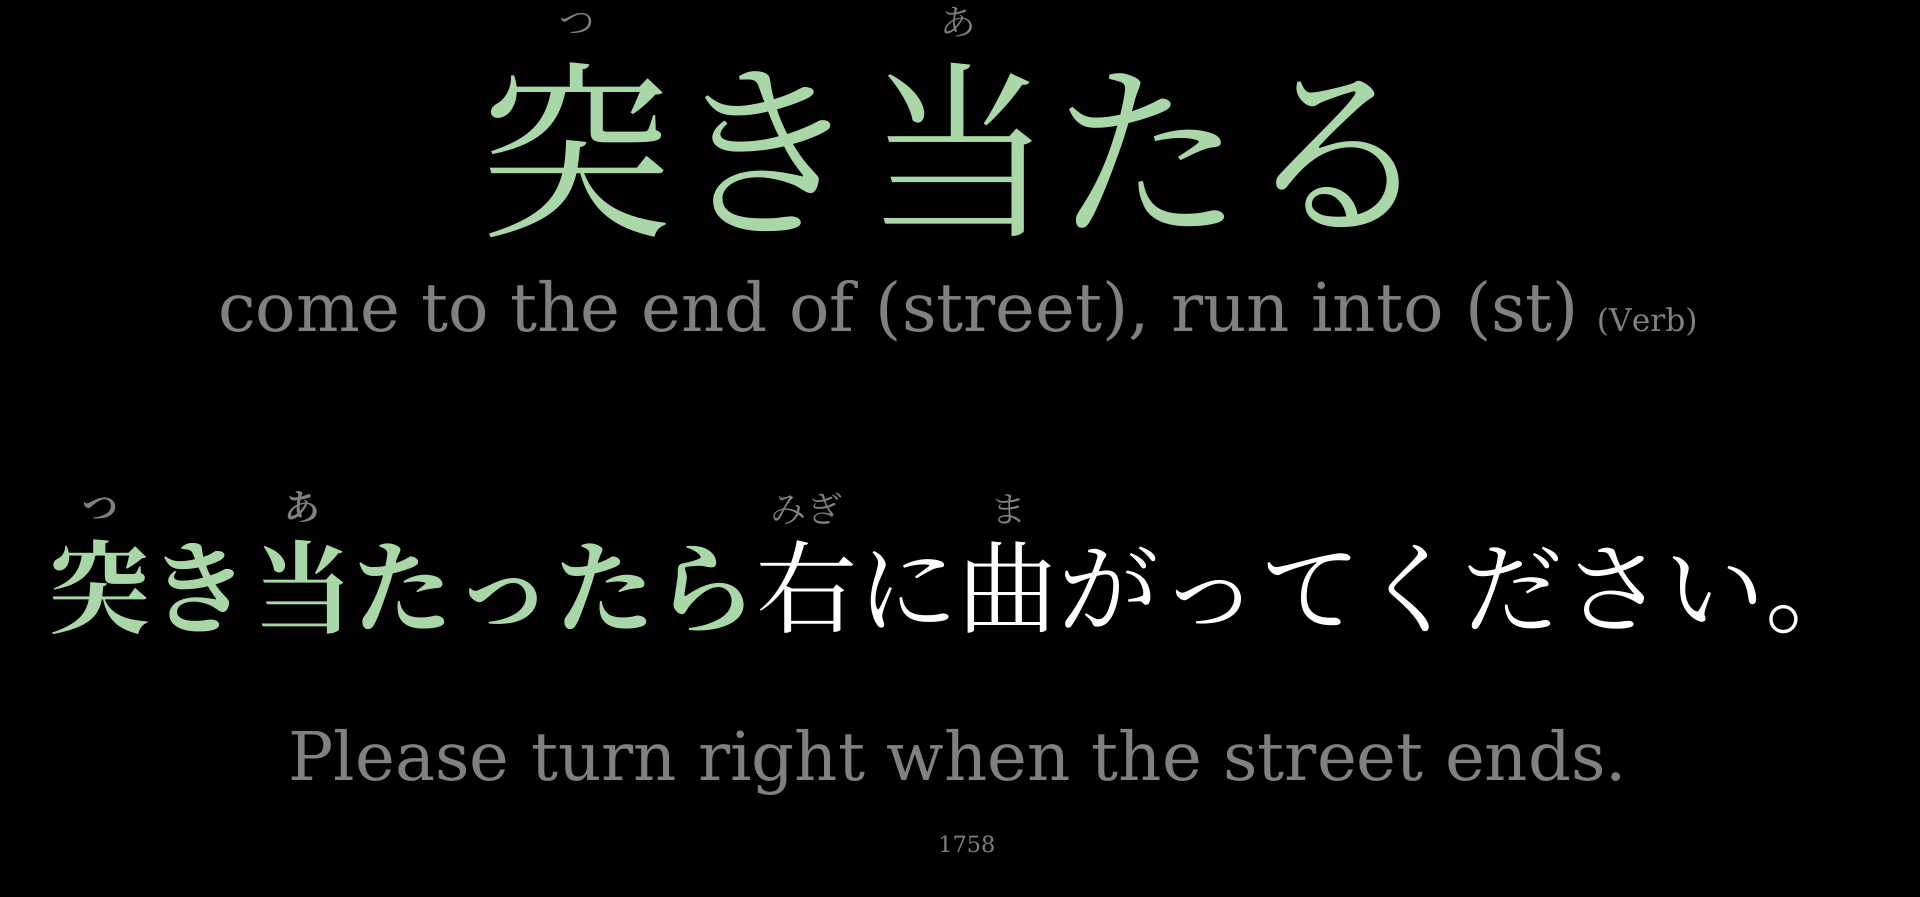 つ あ
突き当たる
come to the end of (street), run into (st) (Verb)
つ あ みぎ ま
突き当たったら右に曲がってください。
Please turn right when the street ends.
1758